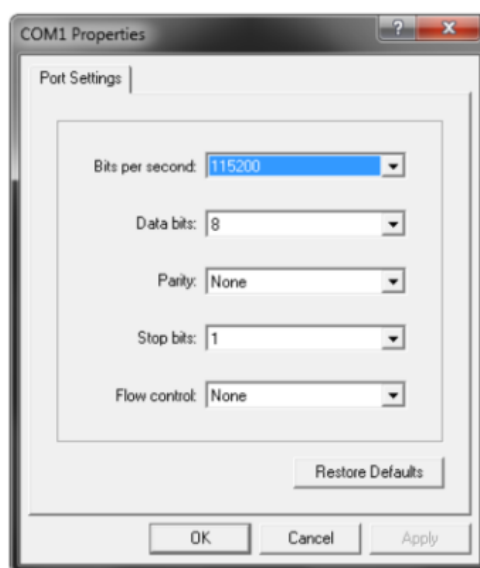 COM1 Properties
Port Settings
Bits per second: 115200
Data bits: 8
Parity: None
Stop bits: 1
Flow control: None
Restore Defaults
OK Cancel Apply